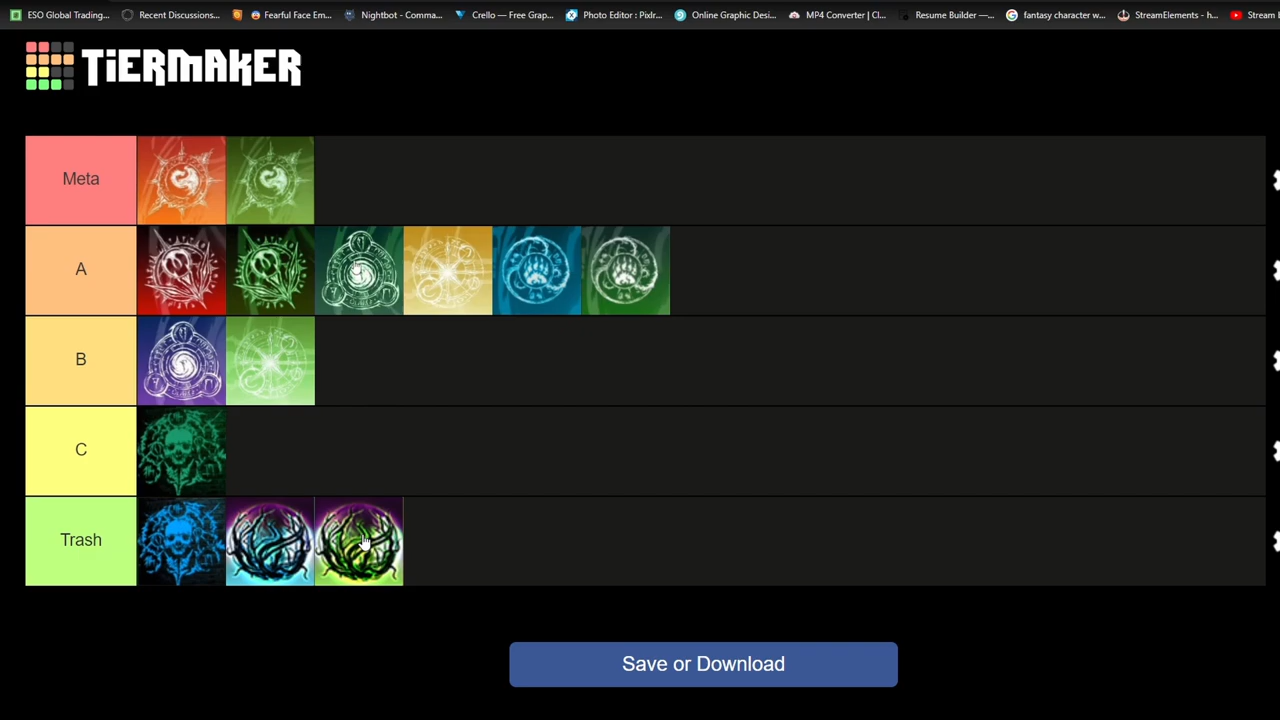 ESO Global Trading...
Recent Discussions...
Fearful Face Em...
Nightbot - Comma...
Crello — Free Grap...
Photo Editor : Pixlr...
Online Graphic Desi...
MP4 Converter | Cl...
Resume Builder —...
fantasy character w...
StreamElements - h...
Stream
TiERMAKER
Meta
A
B
C
Trash
Save or Download